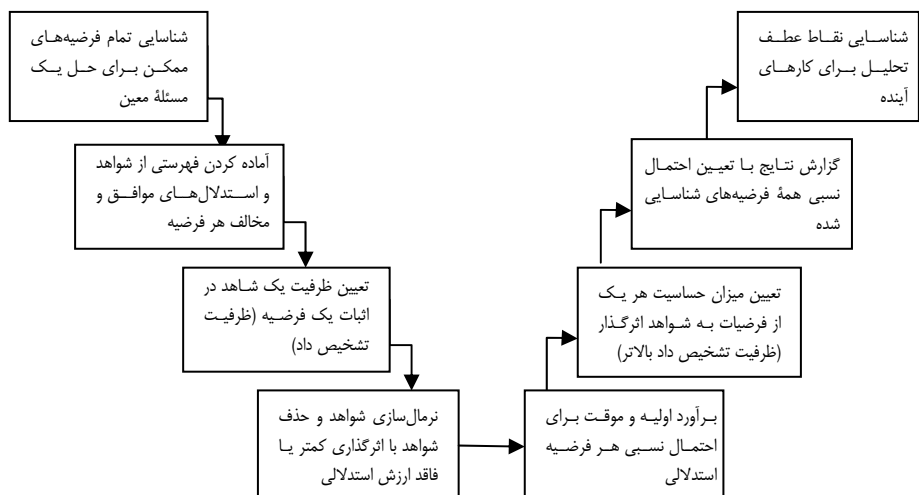 شناسایی تمام فرضیه‌های
ممکن برای حل یک
مسئلهٔ معین
آماده کردن فهرستی از شواهد
و استدلال‌های موافق و
مخالف هر فرضیه
تعیین ظرفیت یک شاهد در
اثبات یک فرضیه (ظرفیت
تشخیص داد)
نرمال‌سازی شواهد و حذف
شواهد با اثرگذاری کمتر یا
فاقد ارزش استدلالی
برآورد اولیه و موقت برای
احتمال نسبی هر فرضیه
استدلالی
تعیین میزان حساسیت هر یک
از فرضیات به شواهد اثرگذار
(ظرفیت تشخیص داد بالاتر)
گزارش نتایج با تعیین احتمال
نسبی همهٔ فرضیه‌های شناسایی
شده
شناسایی نقاط عطف
تحلیل برای کارهای
آینده